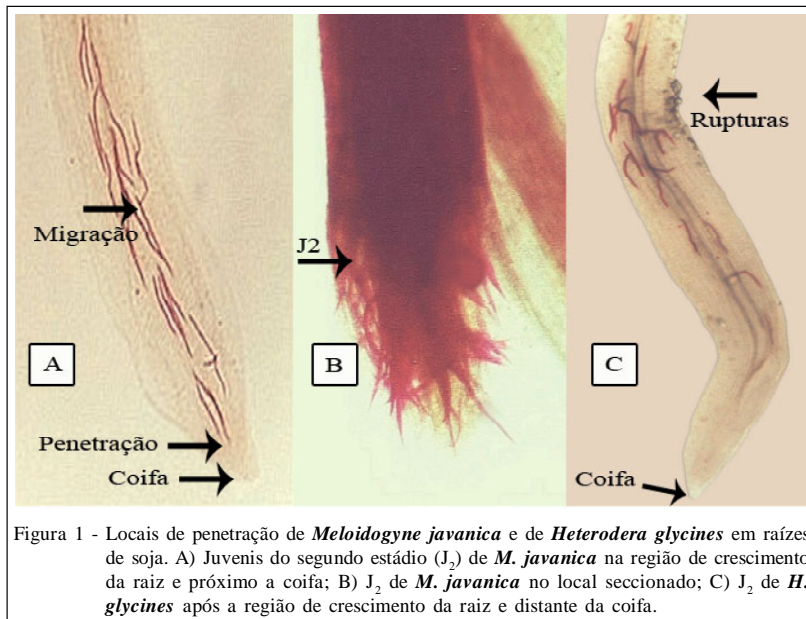 Migração
A
Penetração
Coifa
J2
B
Rupturas
C
Coifa
Figura 1 - Locais de penetração de Meloidogyne javanica e de Heterodera glycines em raízes
de soja. A) Juvenis do segundo estádio (J₂) de M. javanica na região de crescimento
da raiz e próximo a coifa; B) J₂ de M. javanica no local seccionado; C) J₂ de H.
glycines após a região de crescimento da raiz e distante da coifa.